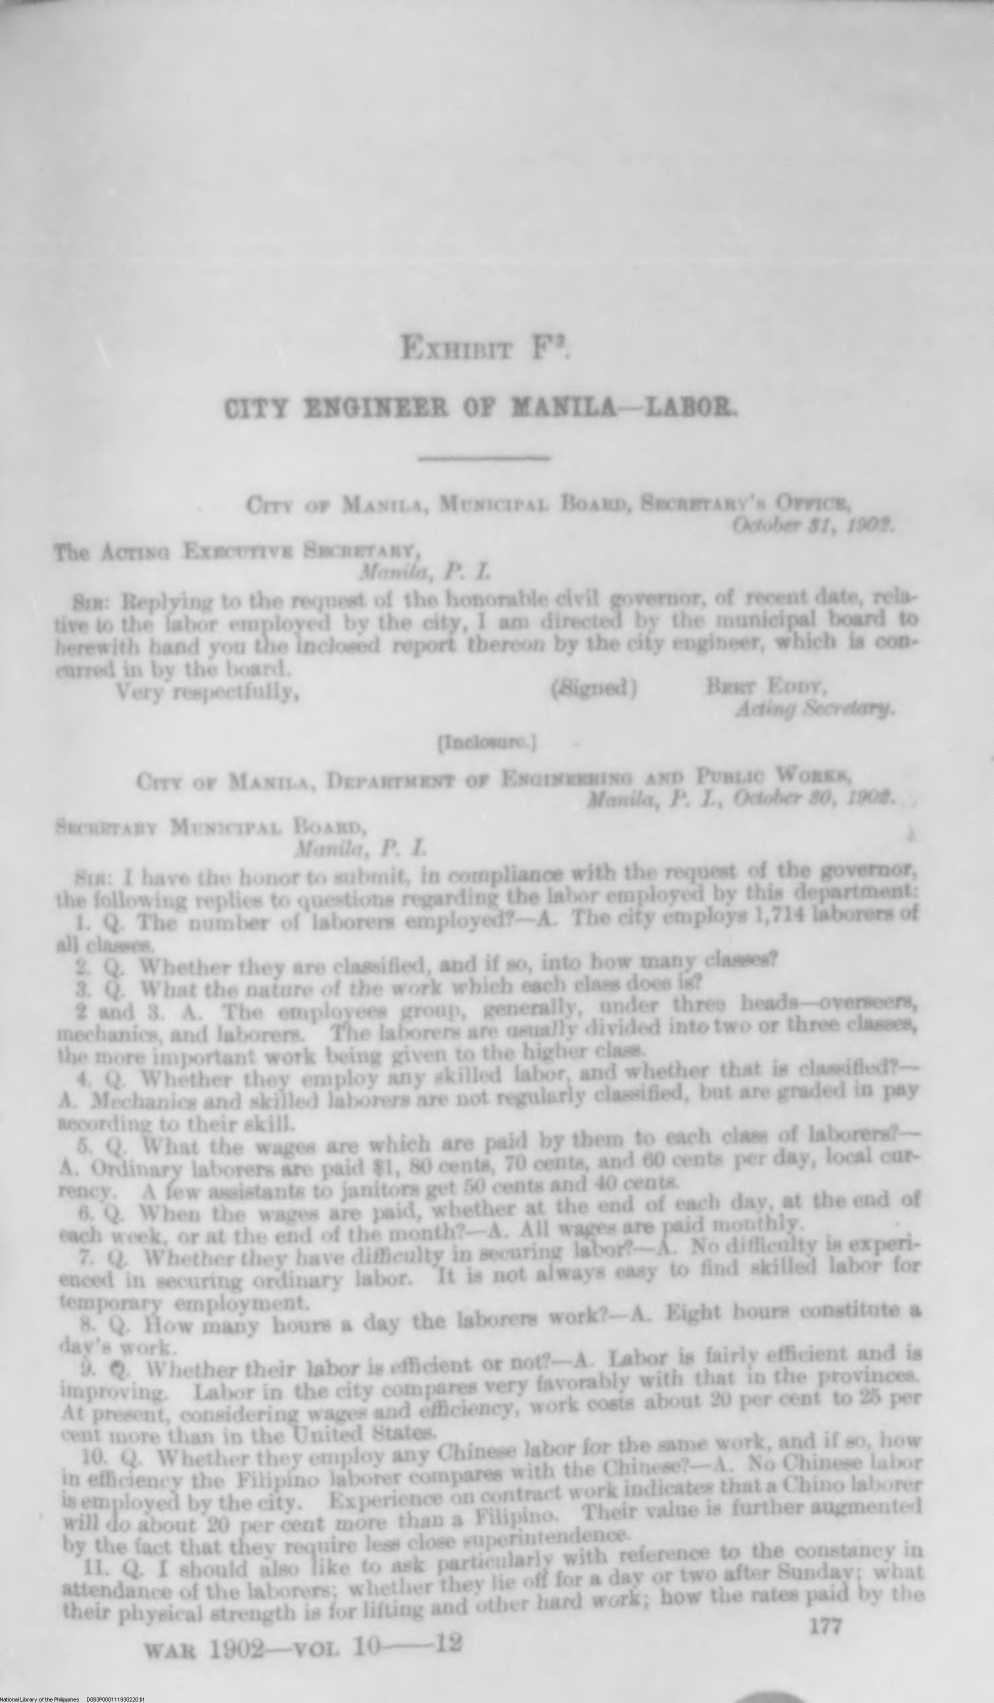 EXHIBIT F².
CITY ENGINEER OF MANILA—LABOR.
CITY OF MANILA, MUNICIPAL BOARD, SECRETARY'S OFFICE,
October 31, 1902.
The ACTING EXECUTIVE SECRETARY,
Manila, P. I.
SIR: Replying to the request of the honorable civil governor, of recent date, rela-
tive to the labor employed by the city, I am directed by the municipal board to
herewith hand you the inclosed report thereon by the city engineer, which is con-
curred in by the board.
Very respectfully, (Signed) BERT EDDY,
Acting Secretary.
[Inclosure.]
CITY OF MANILA, DEPARTMENT OF ENGINEERING AND PUBLIC WORKS,
Manila, P. I., October 30, 1902.
SECRETARY MUNICIPAL BOARD,
Manila, P. I.
SIR: I have the honor to submit, in compliance with the request of the governor,
the following replies to questions regarding the labor employed by this department:
1. Q. The number of laborers employed?—A. The city employs 1,714 laborers of
all classes.
2. Q. Whether they are classified, and if so, into how many classes?
3. Q. What the nature of the work which each class does is?
2 and 3. A. The employees group, generally, under three heads—overseers,
mechanics, and laborers. The laborers are usually divided into two or three classes,
the more important work being given to the higher class.
4. Q. Whether they employ any skilled labor, and whether that is classified?—
A. Mechanics and skilled laborers are not regularly classified, but are graded in pay
according to their skill.
5. Q. What the wages are which are paid by them to each class of laborers?—
A. Ordinary laborers are paid $1, 80 cents, 70 cents, and 60 cents per day, local cur-
rency. A few assistants to janitors get 50 cents and 40 cents.
6. Q. When the wages are paid, whether at the end of each day, at the end of
each week, or at the end of the month?—A. All wages are paid monthly.
7. Q. Whether they have difficulty in securing labor?—A. No difficulty is experi-
enced in securing ordinary labor. It is not always easy to find skilled labor for
temporary employment.
8. Q. How many hours a day the laborers work?—A. Eight hours constitute a
day's work.
9. Q. Whether their labor is efficient or not?—A. Labor is fairly efficient and is
improving. Labor in the city compares very favorably with that in the provinces.
At present, considering wages and efficiency, work costs about 20 per cent to 25 per
cent more than in the United States.
10. Q. Whether they employ any Chinese labor for the same work, and if so, how
in efficiency the Filipino laborer compares with the Chinese?—A. No Chinese labor
is employed by the city. Experience on contract work indicates that a Chino laborer
will do about 20 per cent more than a Filipino. Their value is further augmented
by the fact that they require less close superintendence.
11. Q. I should also like to ask particularly with reference to the constancy in
attendance of the laborers; whether they lie off for a day or two after Sunday; what
their physical strength is for lifting and other hard work; how the rates paid by the
177
WAR 1902—VOL 10——12
National Library of the Philippines